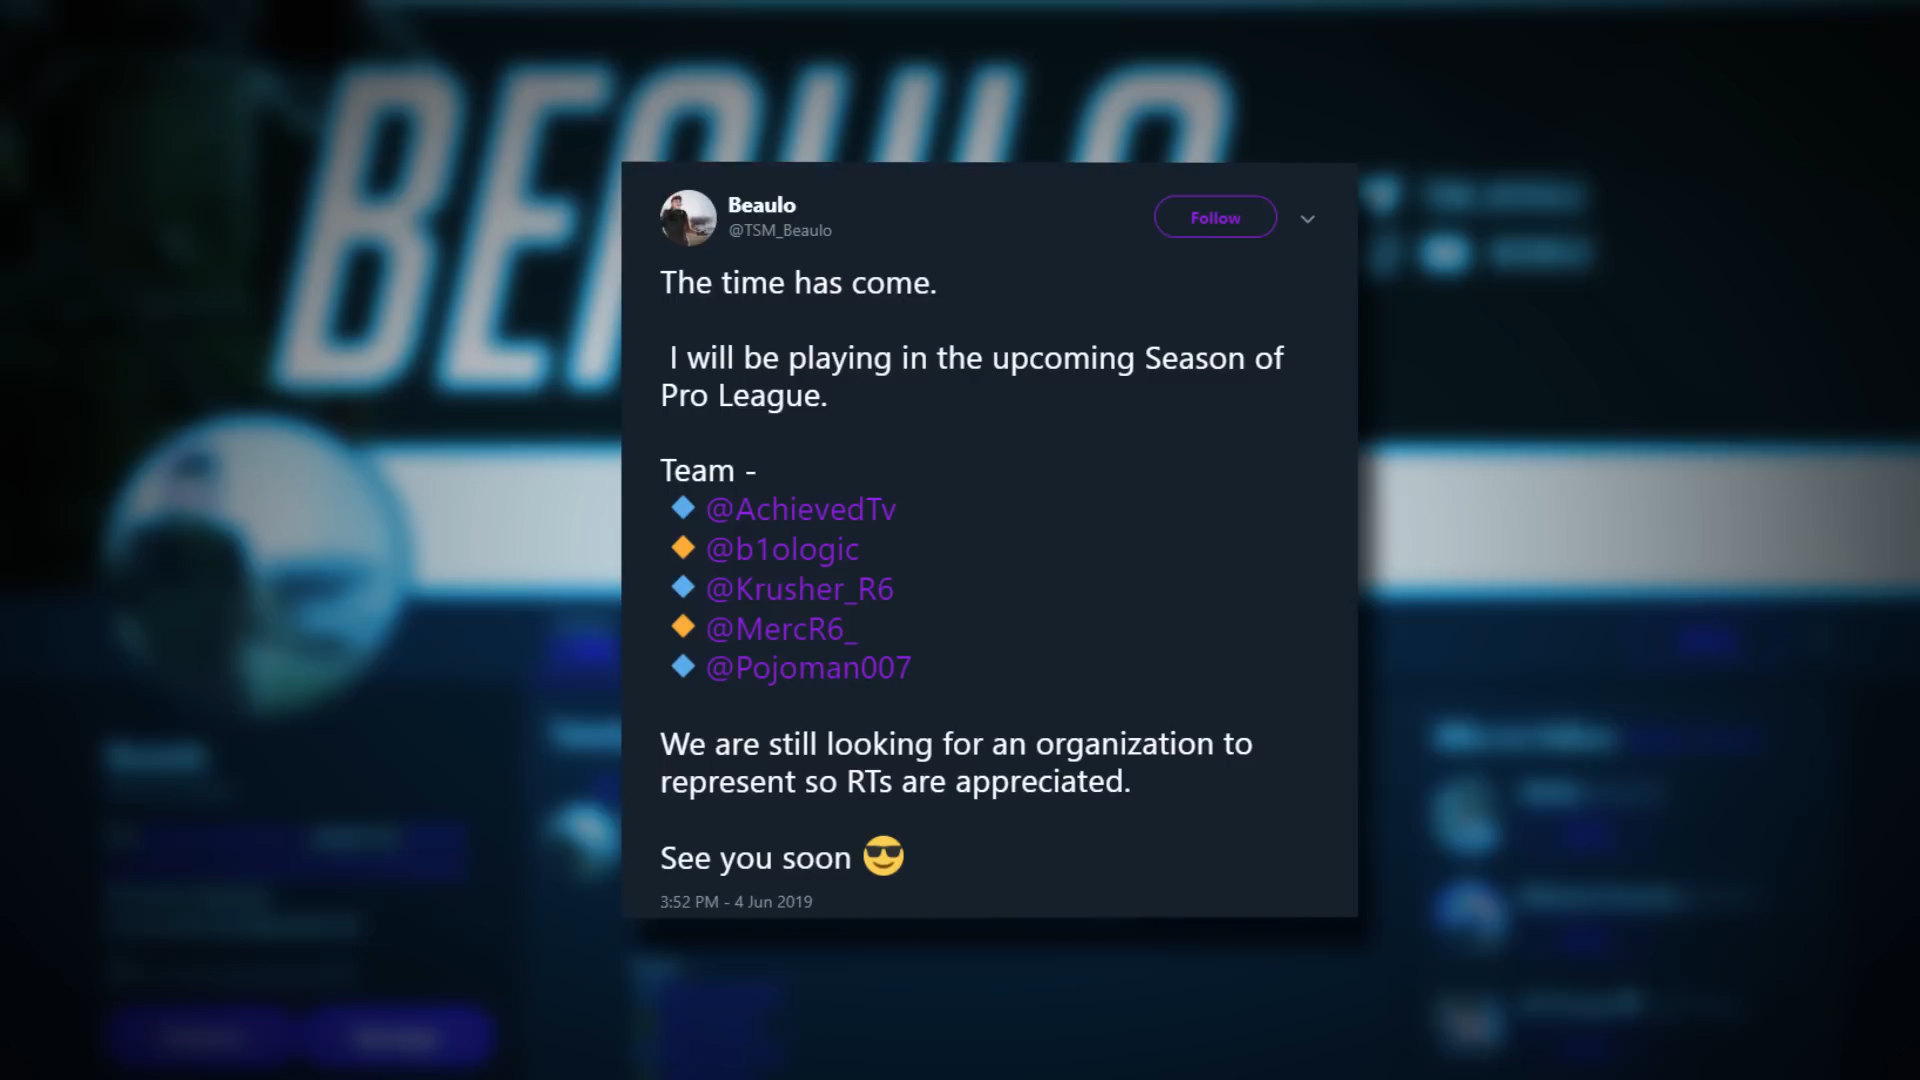 BEAULO
Beaulo
@TSM_Beaulo
Follow
The time has come.
I will be playing in the upcoming Season of
Pro League.
Team -
@AchievedTv
@b1ologic
@Krusher_R6
@MercR6_
@Pojoman007
We are still looking for an organization to
represent so RTs are appreciated.
See you soon 😎
3:52 PM - 4 Jun 2019